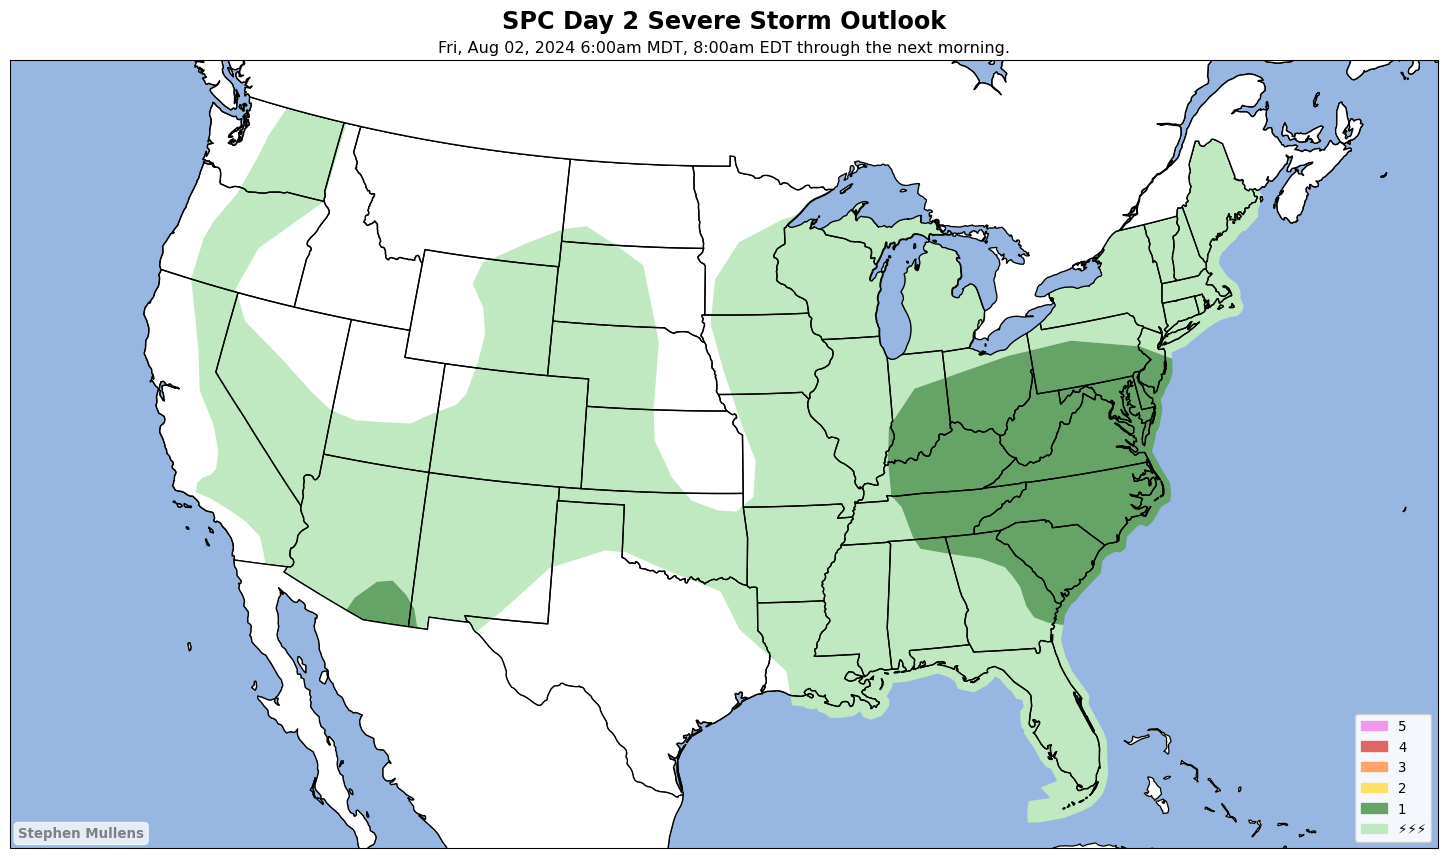 SPC Day 2 Severe Storm Outlook
Fri, Aug 02, 2024 6:00am MDT, 8:00am EDT through the next morning.
5
4
3
2
1
⚡⚡⚡
Stephen Mullens